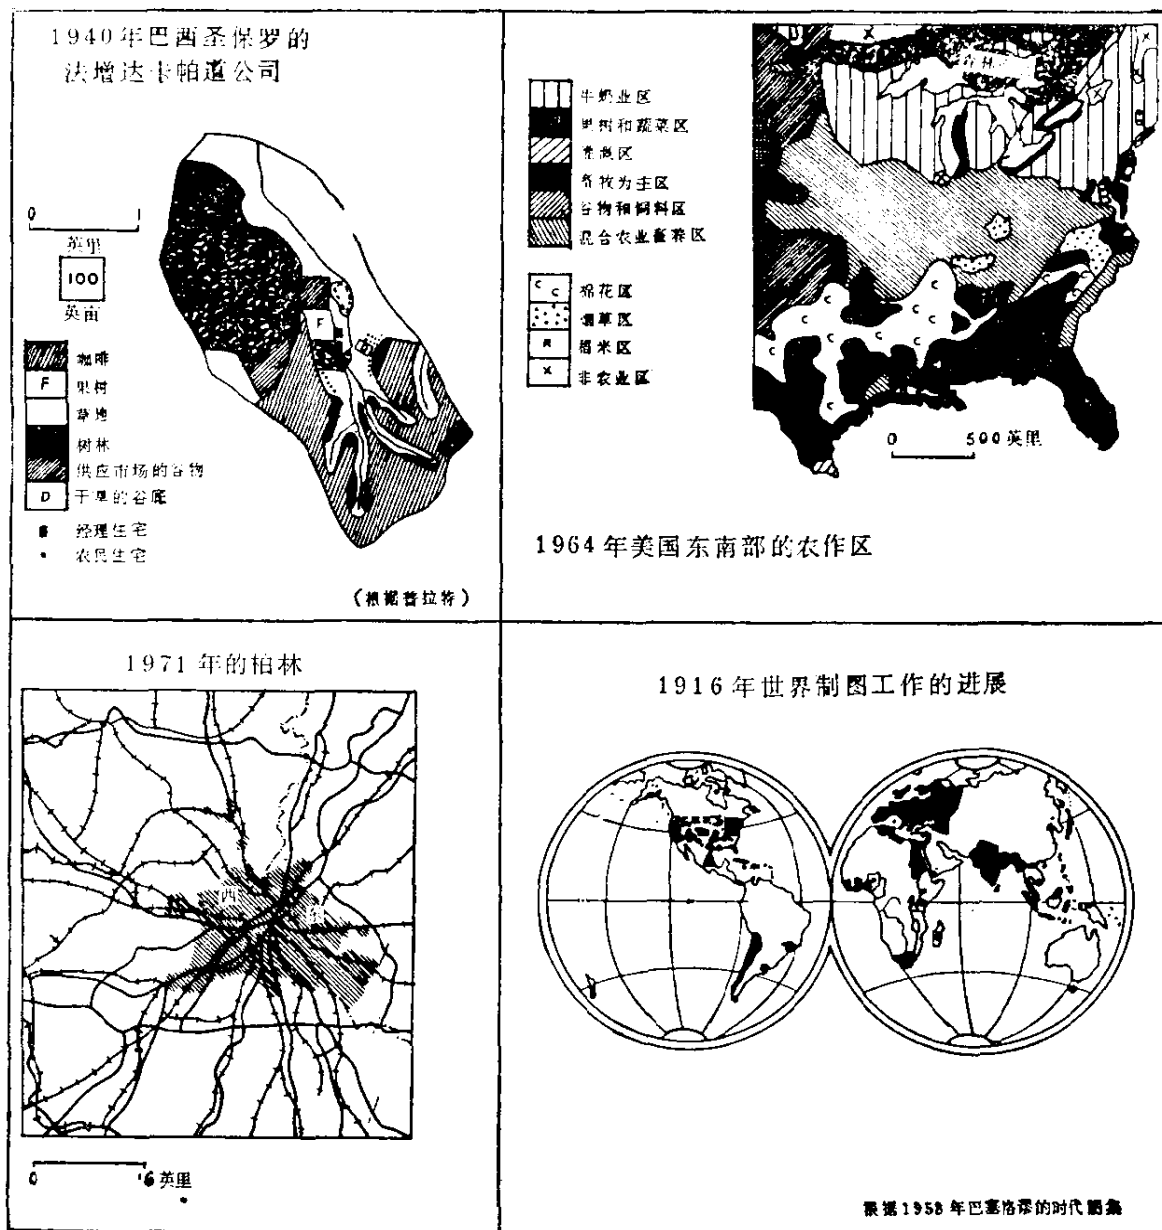 1940年巴西圣保罗的
法增达卡帕道公司
0 1
英里
100
英亩
咖啡
F 果树
草地
树林
供应市场的谷物
D 干旱的谷底
经理住宅
农民住宅
F
(根据普拉特)
牛奶业区
果树和蔬菜区
畜牧为主区
谷物和饲料区
混合农业兼养区
C C 棉花区
烟草区
R 稻米区
X 非农业区
森林
X
X
C
C
C
C
C
C
C
C
C
C
0 500英里
1964年美国东南部的农作区
1971年的柏林
西
0 16英里
1916年世界制图工作的进展
根据1958年巴塞洛谬的时代图集